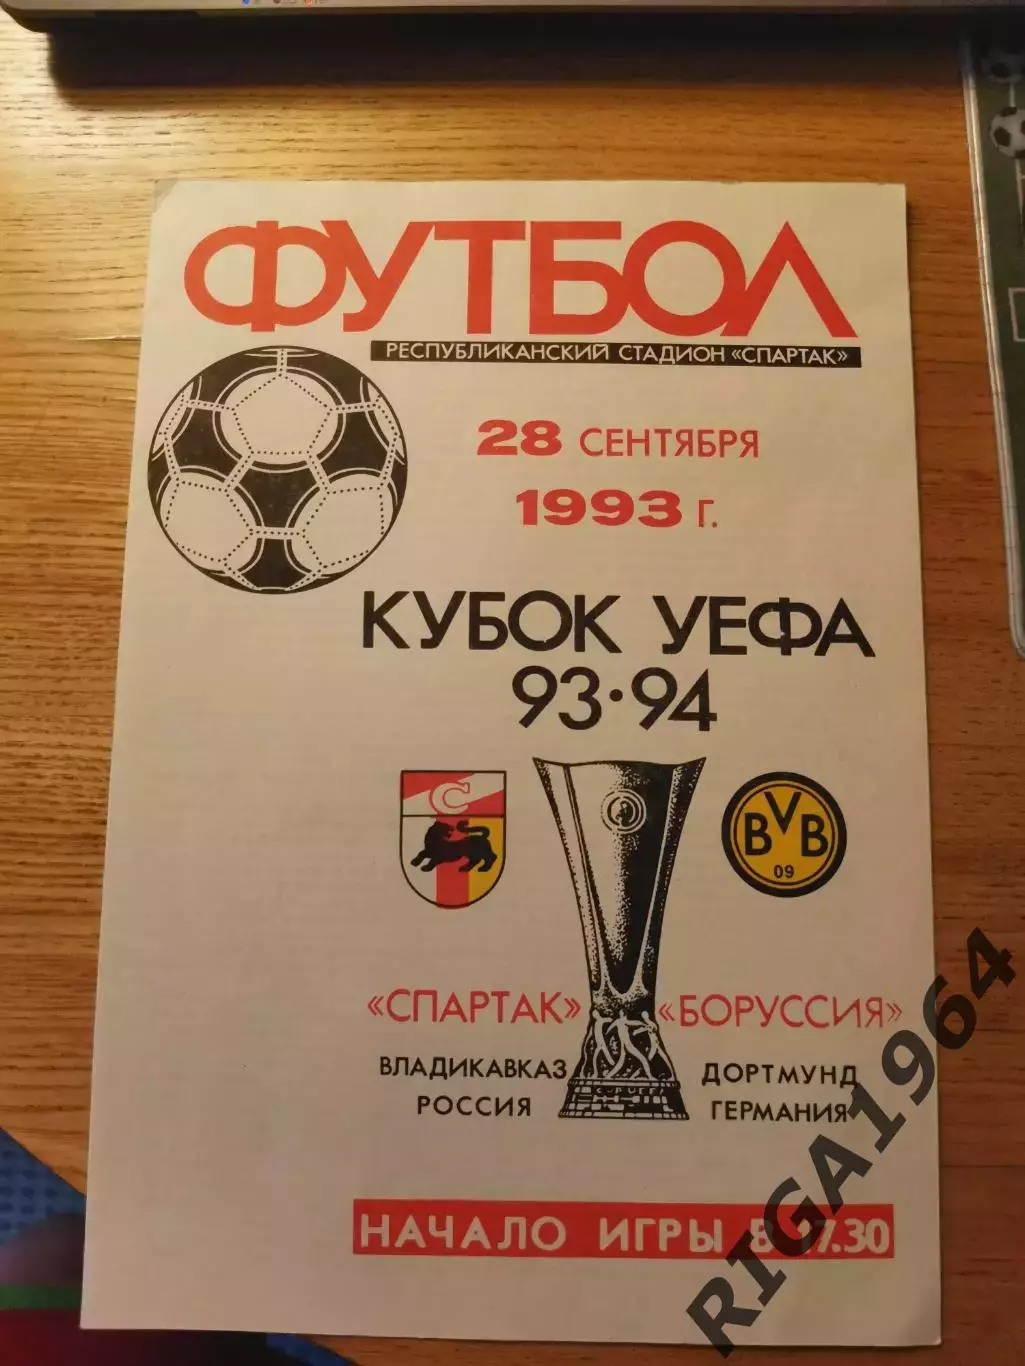 ФУТБОЛ
РЕСПУБЛИКАНСКИЙ СТАДИОН «СПАРТАК»
28 СЕНТЯБРЯ
1993 Г.
КУБОК УЕФА
93·94
С
BVB
09
«СПАРТАК» «БОРУССИЯ»
ВЛАДИКАВКАЗ ДОРТМУНД
РОССИЯ ГЕРМАНИЯ
НАЧАЛО ИГРЫ В 17.30
RIGA1964